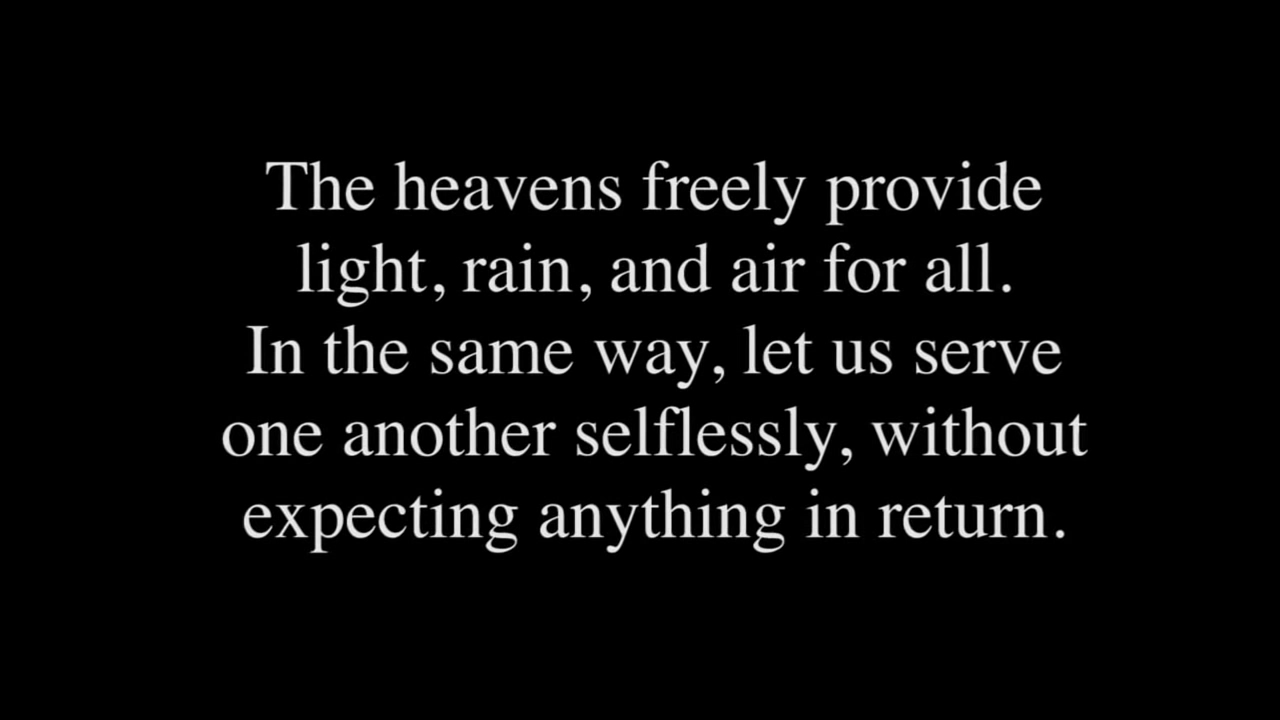 The heavens freely provide
light, rain, and air for all.
In the same way, let us serve
one another selflessly, without
expecting anything in return.